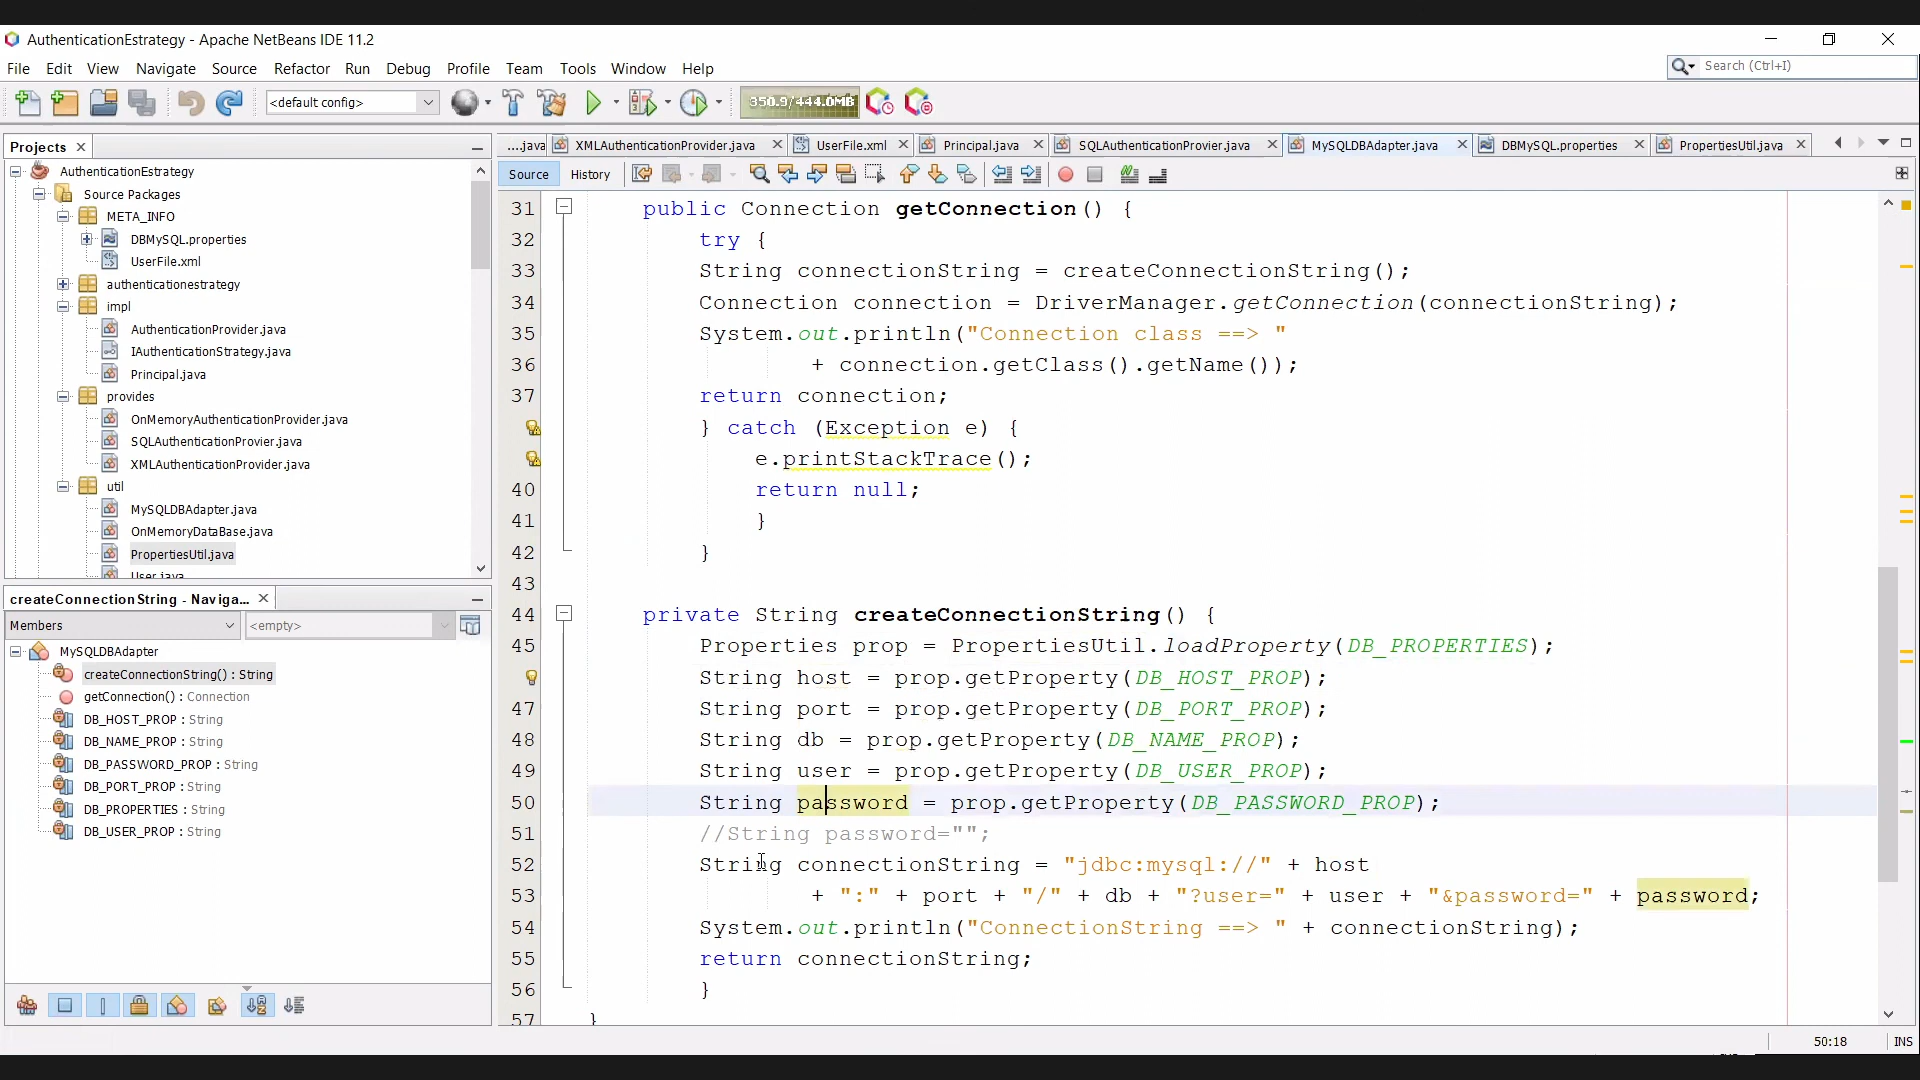 AuthenticationEstrategy - Apache NetBeans IDE 11.2
File Edit View Navigate Source Refactor Run Debug Profile Team Tools Window Help
Search (Ctrl+I)
<default config>
350.9/444.0MB
Projects
AuthenticationEstrategy
Source Packages
META_INFO
DBMySQL.properties
UserFile.xml
authenticationestrategy
impl
AuthenticationProvider.java
IAuthenticationStrategy.java
Principal.java
provides
OnMemoryAuthenticationProvider.java
SQLAuthenticationProvier.java
XMLAuthenticationProvider.java
util
MySQLDBAdapter.java
OnMemoryDataBase.java
PropertiesUtil.java
User.java
createConnectionString - Naviga...
Members
<empty>
MySQLDBAdapter
createConnectionString() : String
getConnection() : Connection
DB_HOST_PROP : String
DB_NAME_PROP : String
DB_PASSWORD_PROP : String
DB_PORT_PROP : String
DB_PROPERTIES : String
DB_USER_PROP : String
....java XMLAuthenticationProvider.java UserFile.xml Principal.java SQLAuthenticationProvier.java MySQLDBAdapter.java DBMySQL.properties PropertiesUtil.java
Source History
31 public Connection getConnection() {
32 try {
33 String connectionString = createConnectionString();
34 Connection connection = DriverManager.getConnection(connectionString);
35 System.out.println("Connection class ==> "
36 + connection.getClass().getName());
37 return connection;
} catch (Exception e) {
e.printStackTrace();
40 return null;
41 }
42 }
43
44 private String createConnectionString() {
45 Properties prop = PropertiesUtil.loadProperty(DB_PROPERTIES);
String host = prop.getProperty(DB_HOST_PROP);
47 String port = prop.getProperty(DB_PORT_PROP);
48 String db = prop.getProperty(DB_NAME_PROP);
49 String user = prop.getProperty(DB_USER_PROP);
50 String password = prop.getProperty(DB_PASSWORD_PROP);
51 //String password="";
52 String connectionString = "jdbc:mysql://" + host
53 + ":" + port + "/" + db + "?user=" + user + "&password=" + password;
54 System.out.println("ConnectionString ==> " + connectionString);
55 return connectionString;
56 }
57 }
50:18 INS